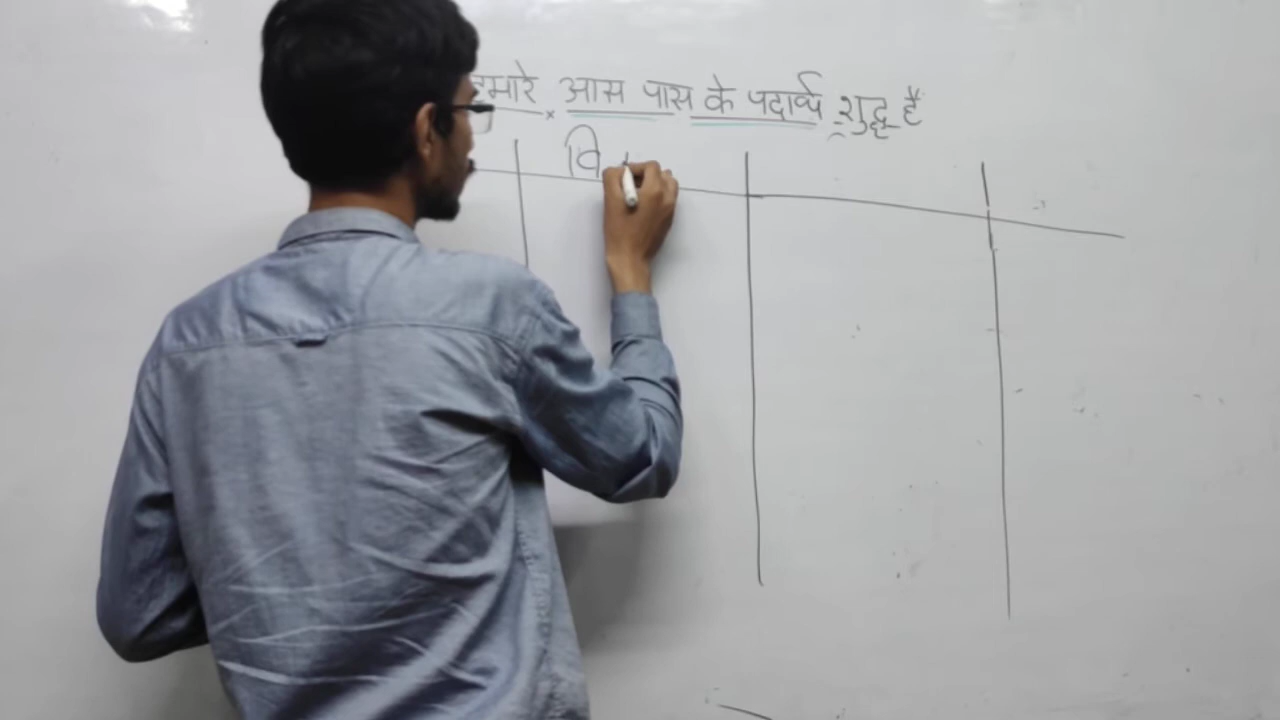 हमारे आस पास के पदार्थ शुद्ध है
वि